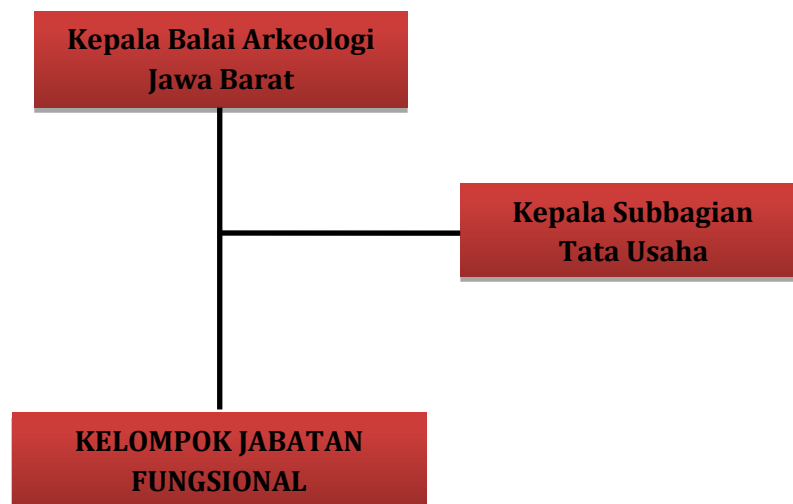 Kepala Balai Arkeologi
Jawa Barat
Kepala Subbagian
Tata Usaha
KELOMPOK JABATAN
FUNGSIONAL